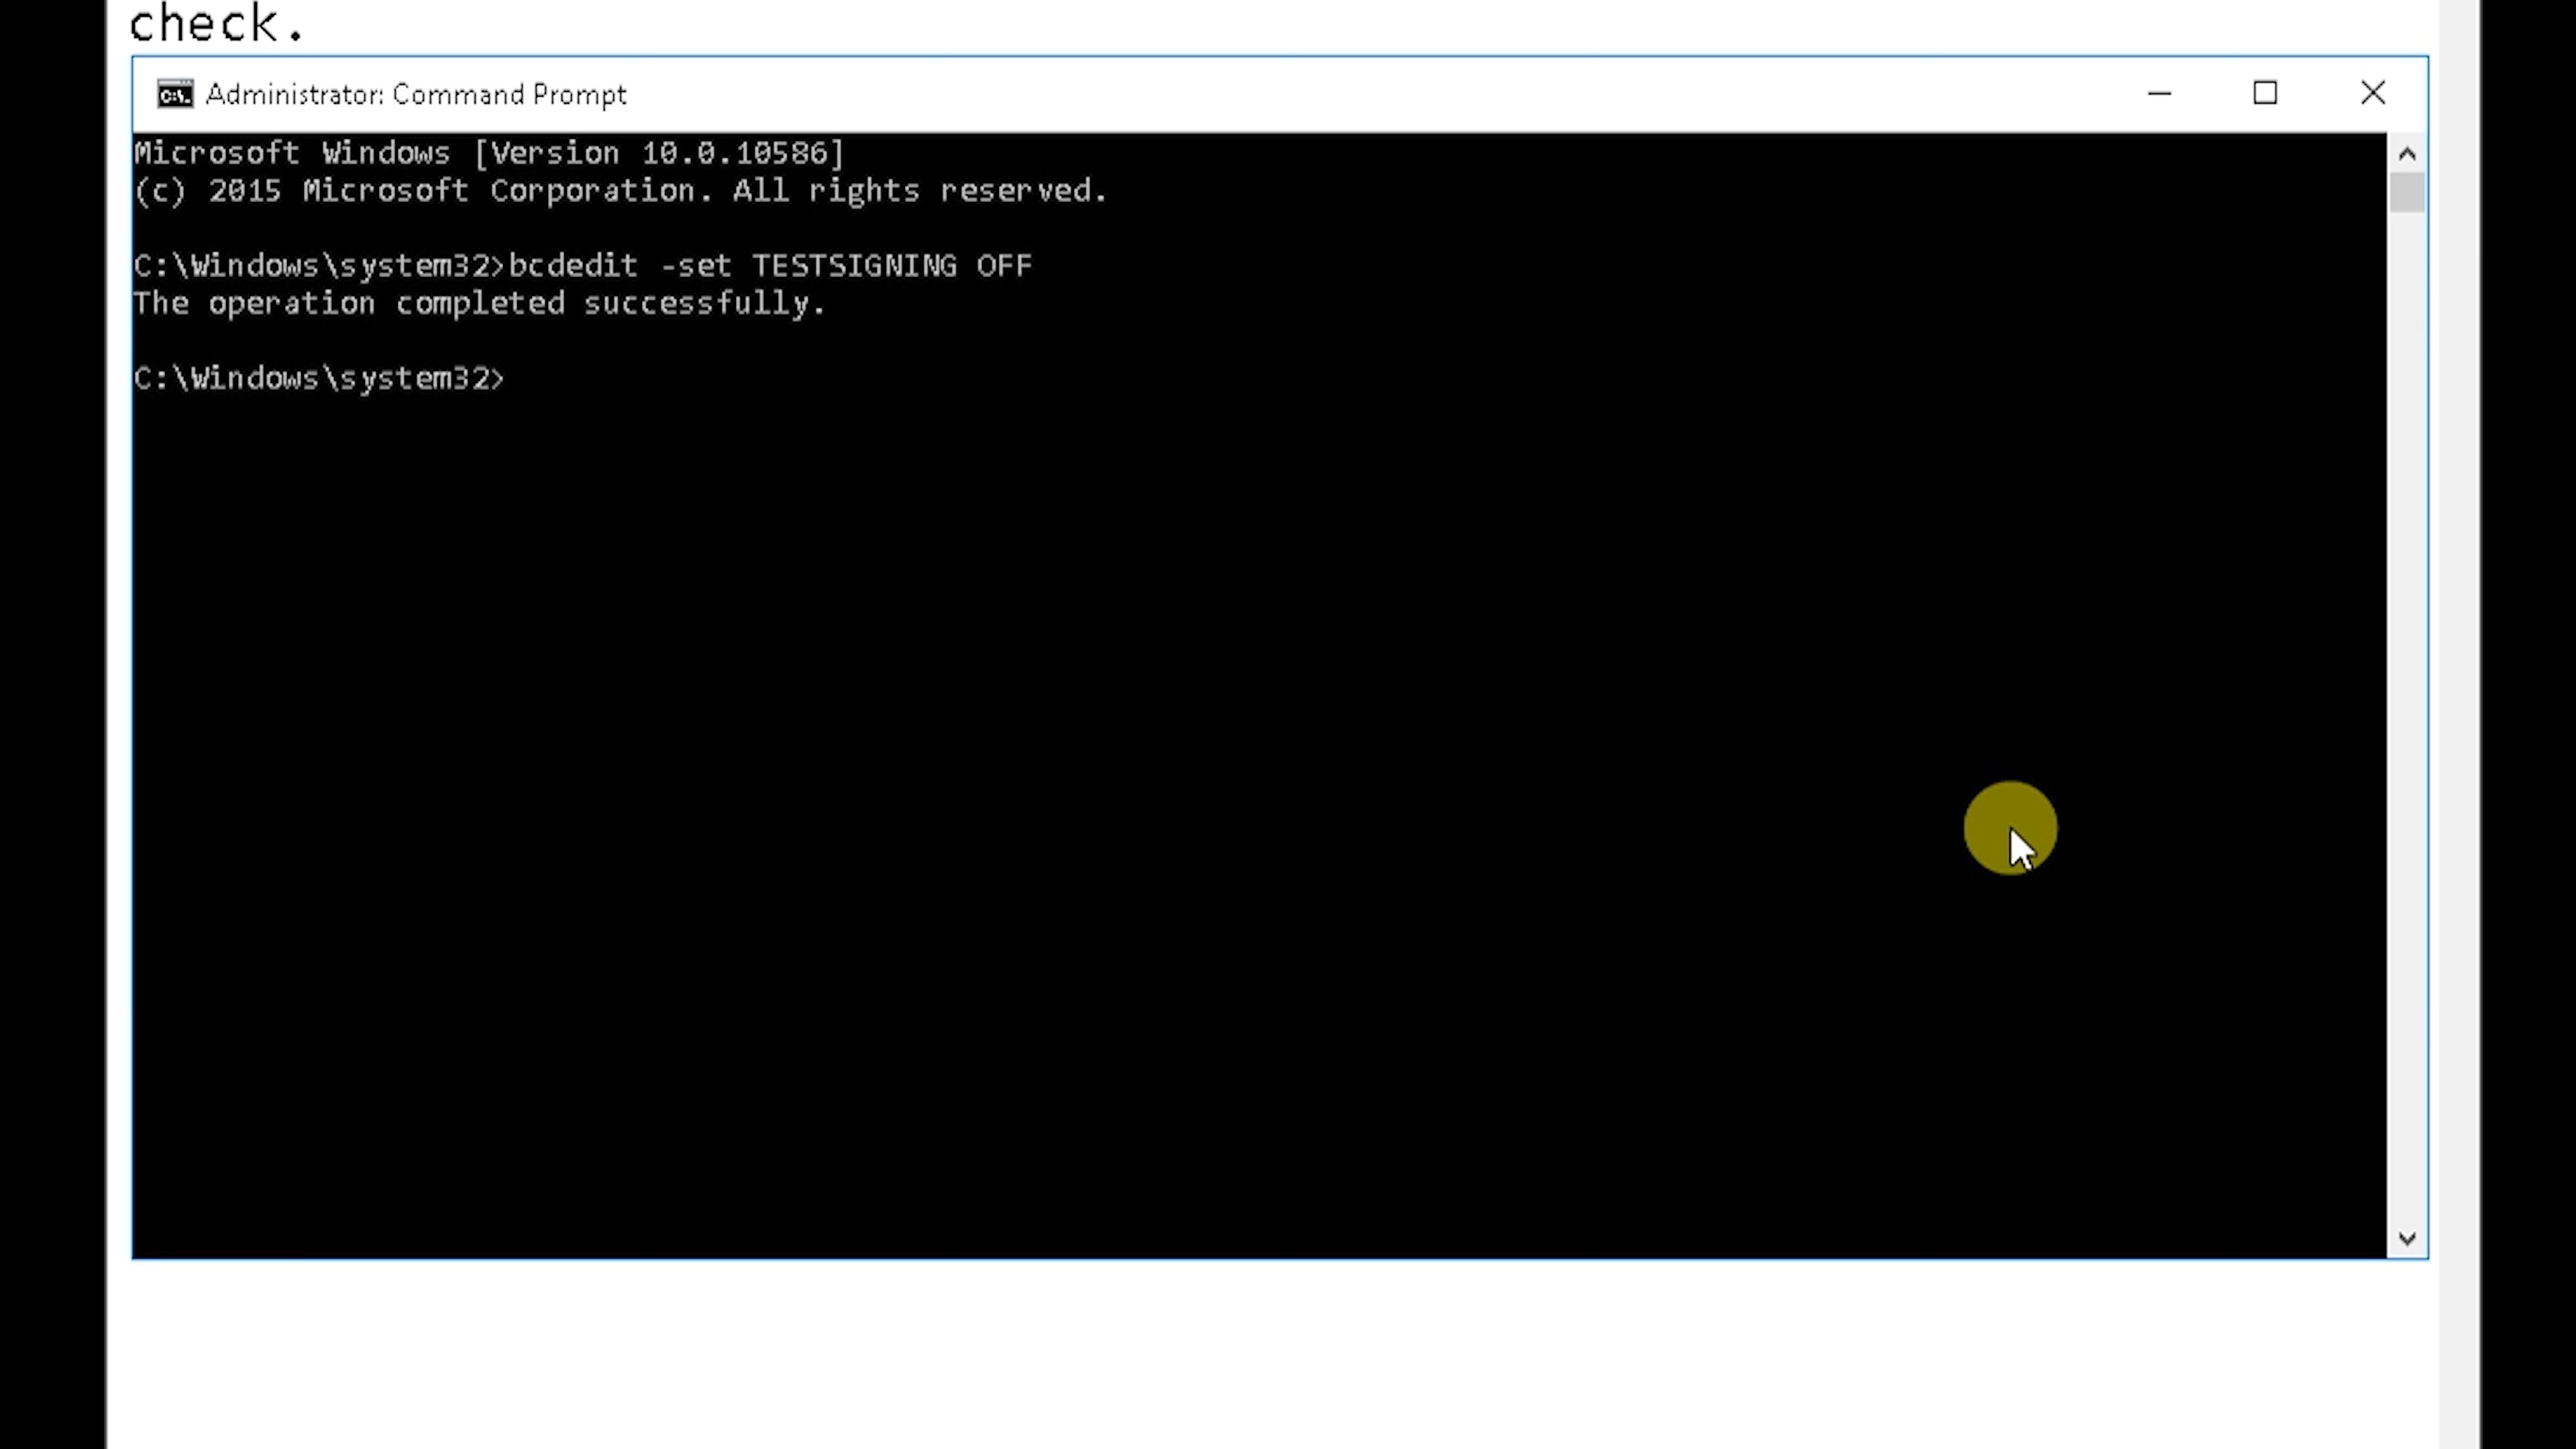 check.
Administrator: Command Prompt
Microsoft Windows [Version 10.0.10586]
(c) 2015 Microsoft Corporation. All rights reserved.
C:\Windows\system32>bcdedit -set TESTSIGNING OFF
The operation completed successfully.
C:\Windows\system32>